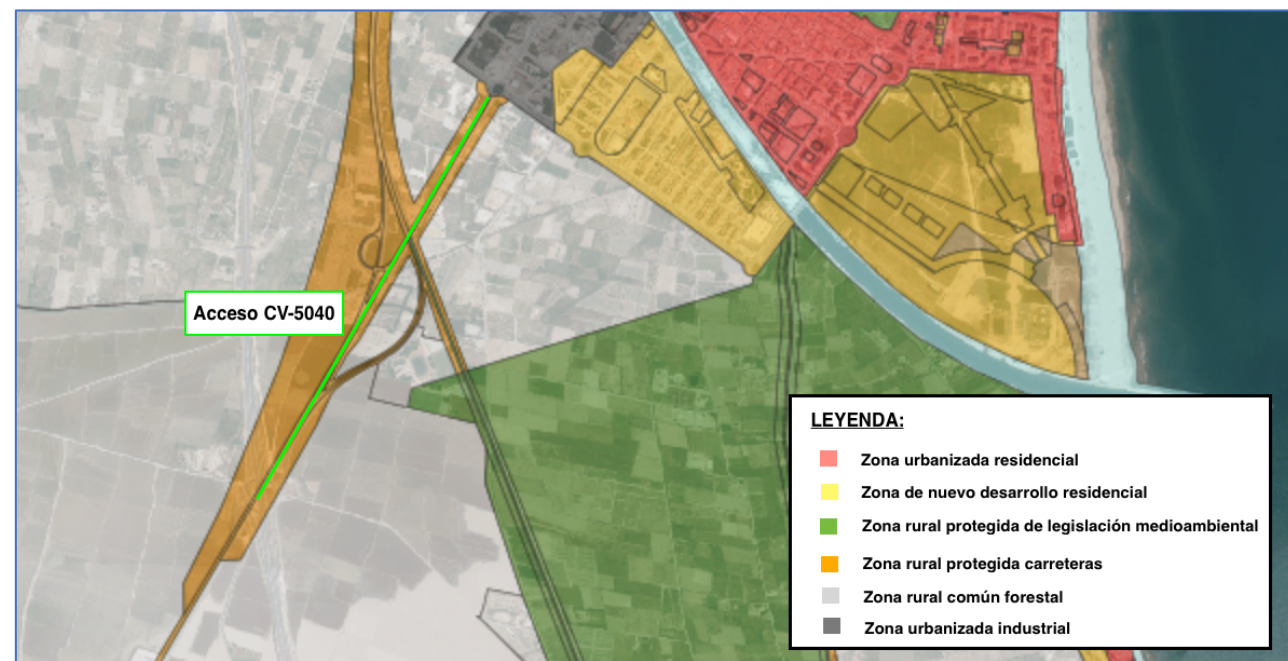 Acceso CV-5040
LEYENDA:
Zona urbanizada residencial
Zona de nuevo desarrollo residencial
Zona rural protegida de legislación medioambiental
Zona rural protegida carreteras
Zona rural común forestal
Zona urbanizada industrial